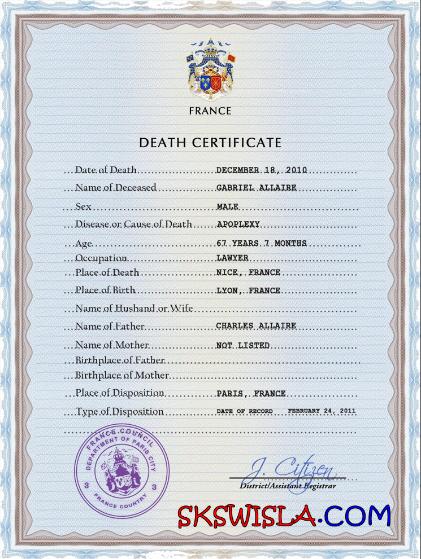 FRANCE
DEATH CERTIFICATE
Date of Death DECEMBER 18, 2010
Name of Deceased GABRIEL ALLAIRE
Sex MALE
Disease or Cause of Death APOPLEXY
Age 67 YEARS 7 MONTHS
Occupation LAWYER
Place of Death NICE, FRANCE
Place of Birth LYON, FRANCE
Name of Husband or Wife
Name of Father CHARLES ALLAIRE
Name of Mother NOT LISTED
Birthplace of Father
Birthplace of Mother
Place of Disposition PARIS, FRANCE
Type of Disposition DATE OF RECORD FEBRUARY 24, 2011
FRANCE COUNCIL
DEPARTMENT OF PARIS CITY
3 3
FRANCE COUNTRY
J. Citizen
District/Assistant Registrar
SKSWISLA.COM